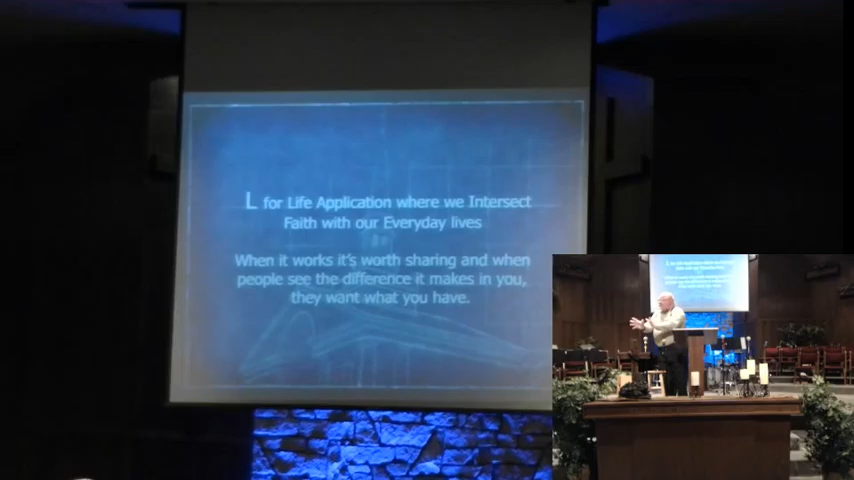 L for Life Application where we Intersect
Faith with our Everyday lives
When it works it's worth sharing and when
people see the difference it makes in you,
they want what you have.